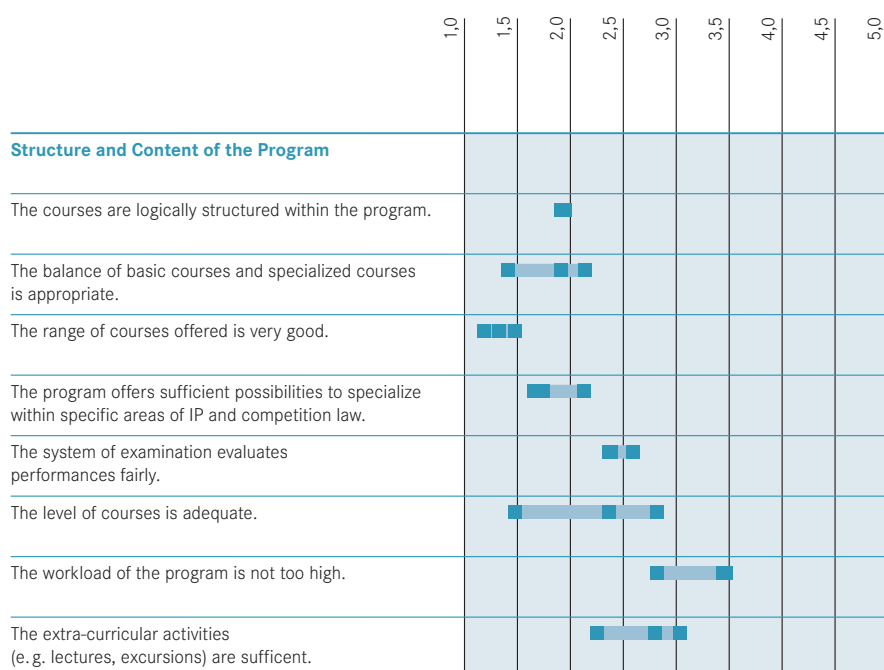 1,0 1,5 2,0 2,5 3,0 3,5 4,0 4,5 5,0
Structure and Content of the Program
The courses are logically structured within the program.
The balance of basic courses and specialized courses
is appropriate.
The range of courses offered is very good.
The program offers sufficient possibilities to specialize
within specific areas of IP and competition law.
The system of examination evaluates
performances fairly.
The level of courses is adequate.
The workload of the program is not too high.
The extra-curricular activities
(e. g. lectures, excursions) are sufficent.